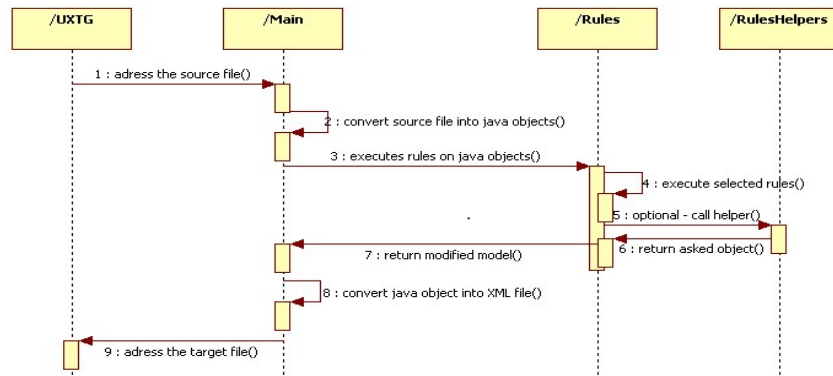 /UXTG
/Main
/Rules
/RulesHelpers
1 : adress the source file()
2 : convert source file into java objects()
3 : executes rules on java objects()
4 : execute selected rules()
5 : optional - call helper()
6 : return asked object()
7 : return modified model()
8 : convert java object into XML file()
9 : adress the target file()